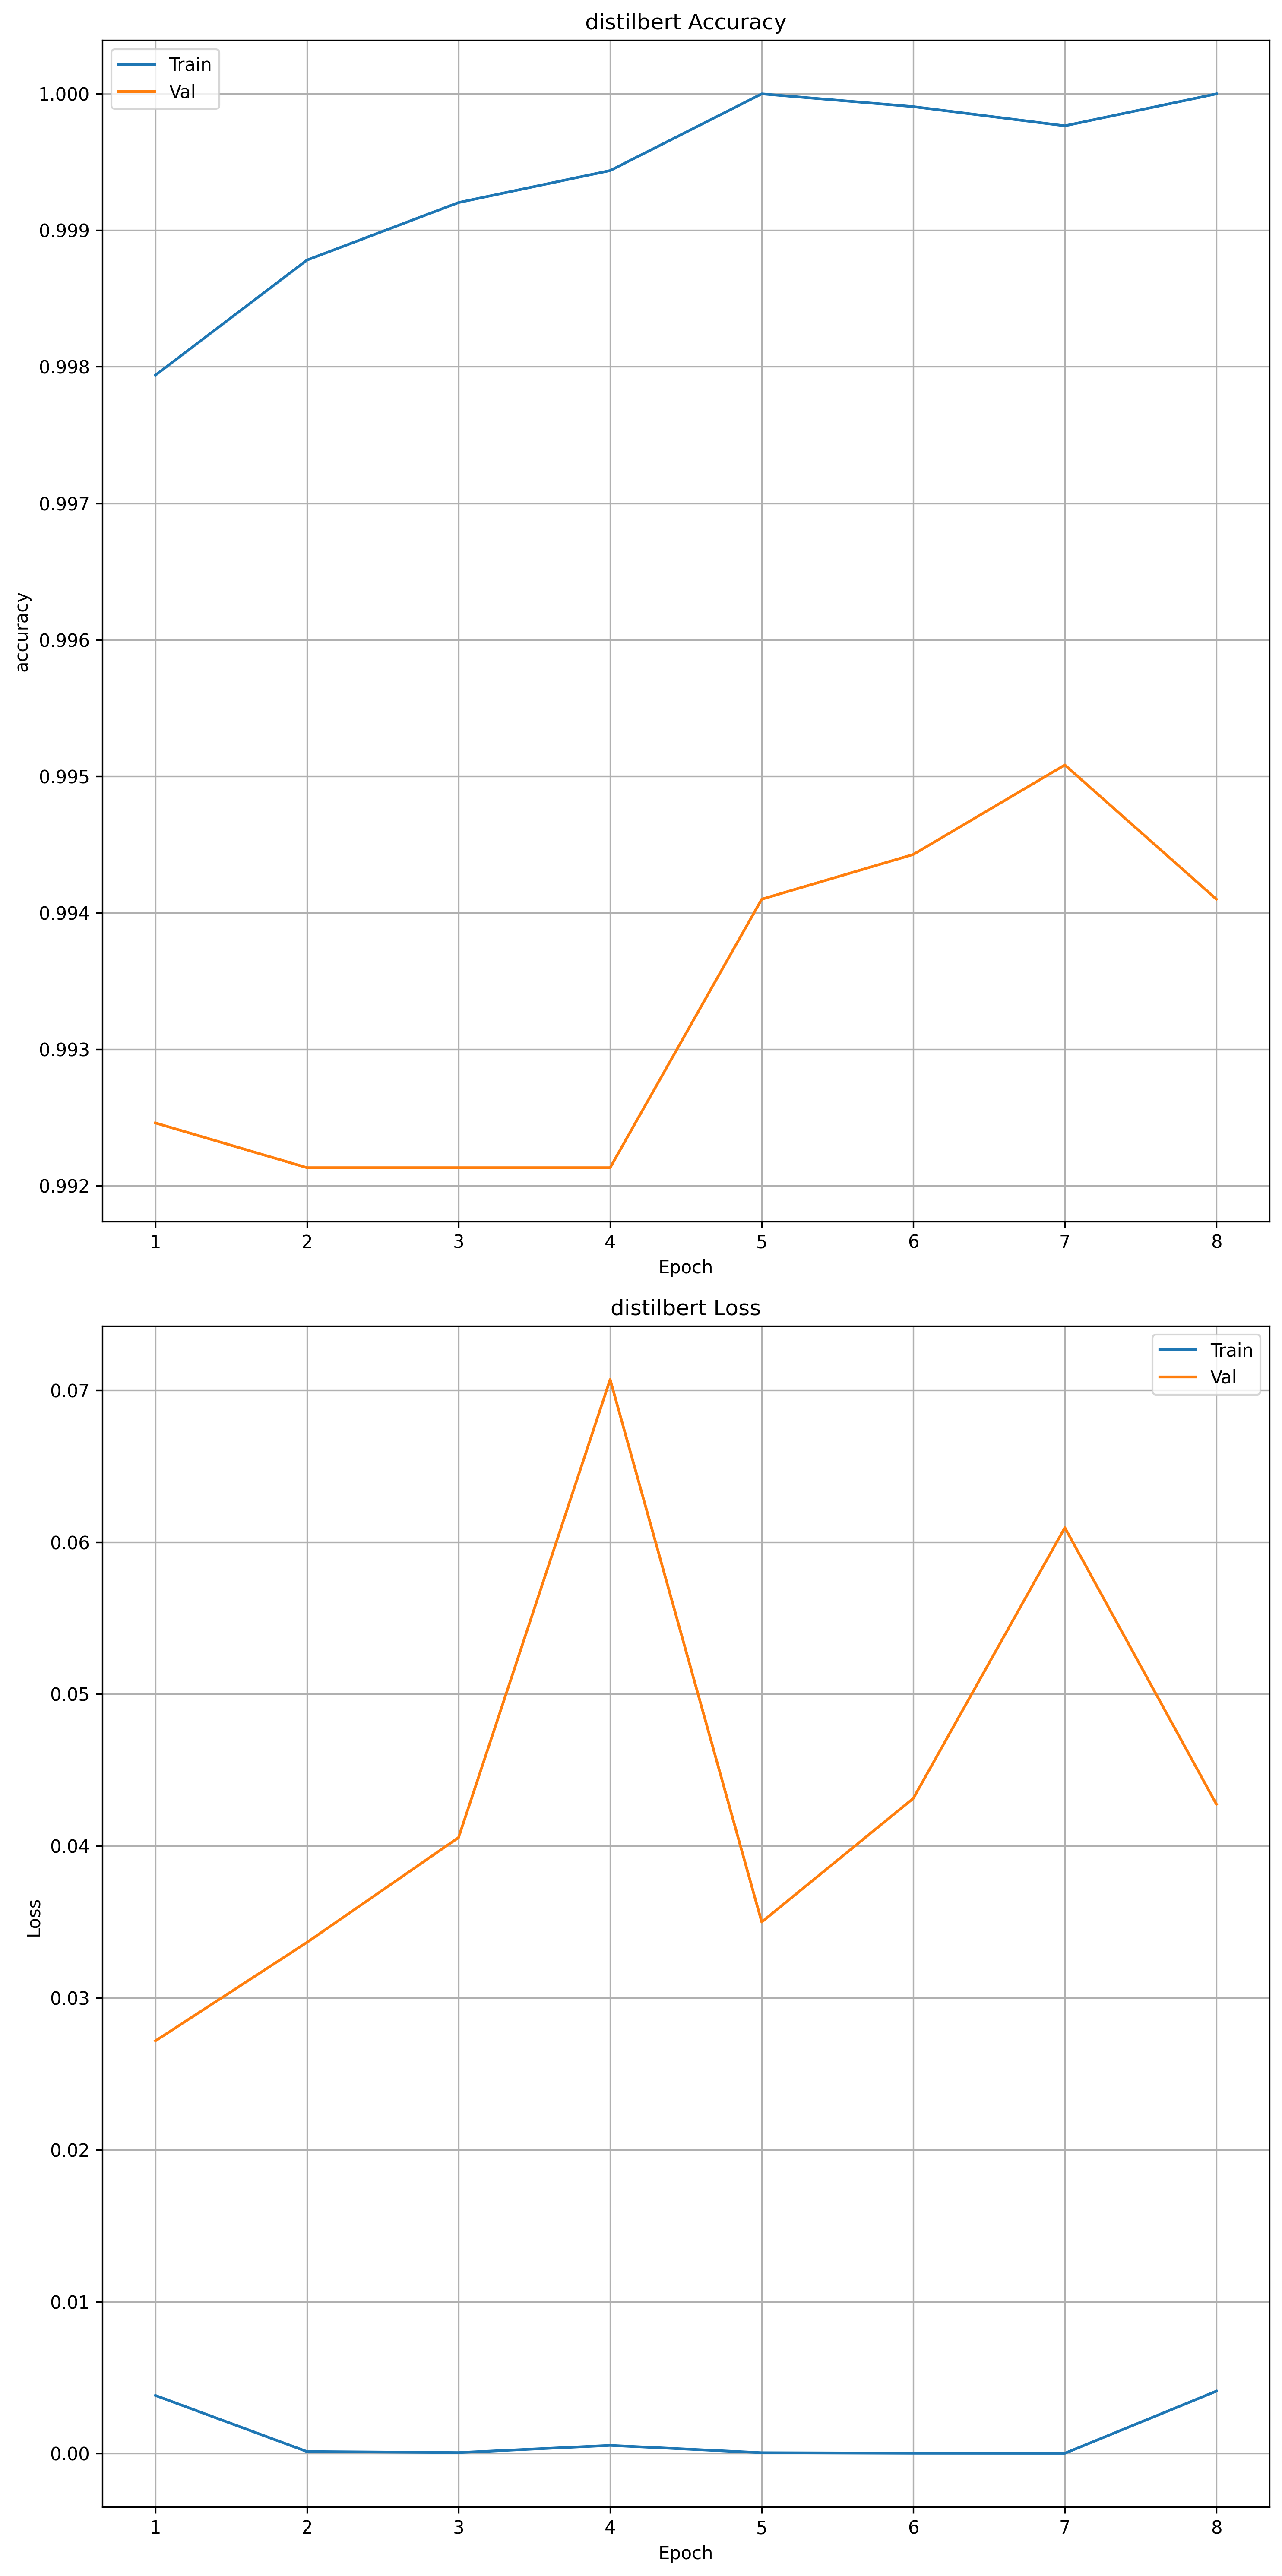 distilbert Accuracy
Train
Val
1.000
0.999
0.998
0.997
0.996
0.995
0.994
0.993
0.992
accuracy
1 2 3 4 5 6 7 8
Epoch
distilbert Loss
Train
Val
0.07
0.06
0.05
0.04
0.03
0.02
0.01
0.00
Loss
1 2 3 4 5 6 7 8
Epoch